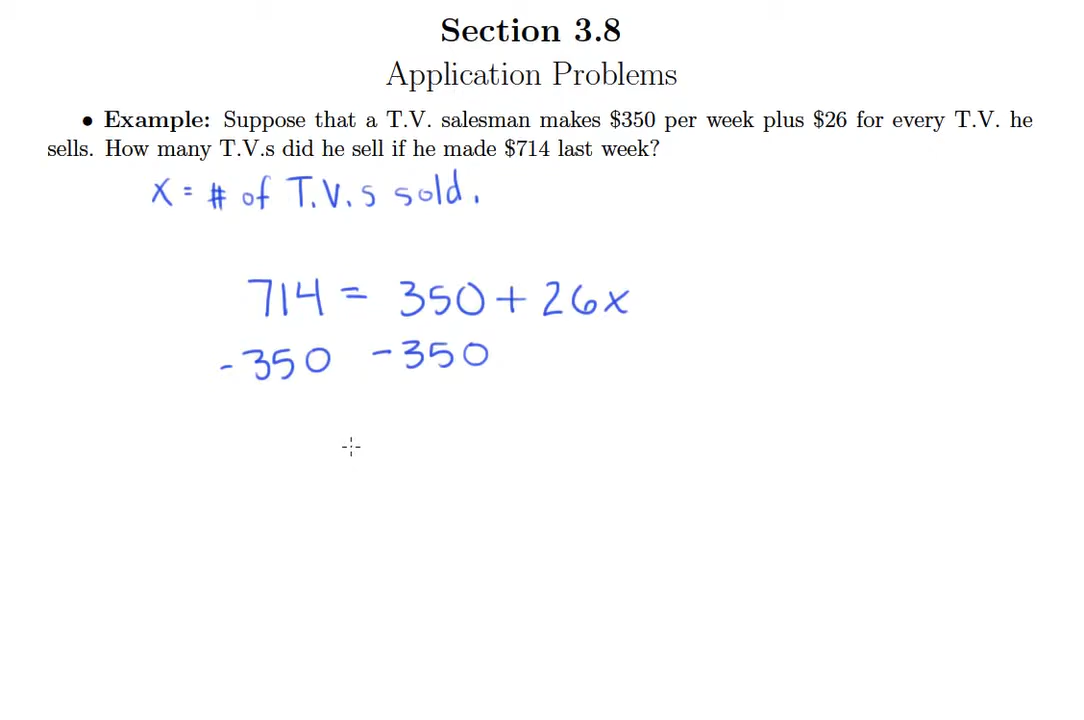 Section 3.8
Application Problems
• Example: Suppose that a T.V. salesman makes $350 per week plus $26 for every T.V. he
sells. How many T.V.s did he sell if he made $714 last week?
X = # of T.V.s sold.
714 = 350 + 26x
-350 -350